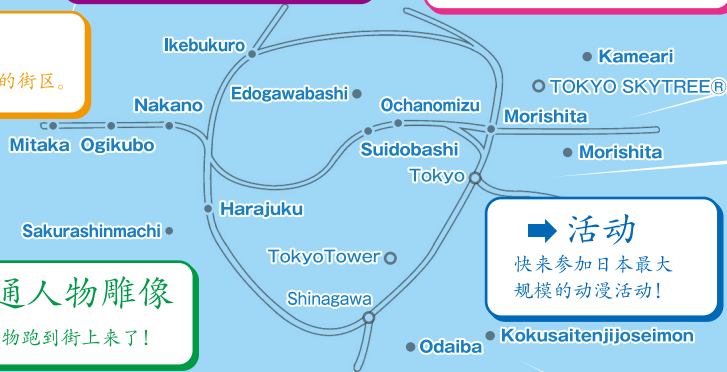 Ikebukuro
Kameari
的街区。
TOKYO SKYTREE®
Edogawabashi
Nakano
Ochanomizu
Morishita
Mitaka
Ogikubo
Suidobashi
Morishita
Tokyo
Harajuku
Sakurashinmachi
➡ 活动
快来参加日本最大
规模的动漫活动！
TokyoTower
通人物雕像
物跑到街上来了！
Shinagawa
Odaiba
Kokusaitenjijoseimon